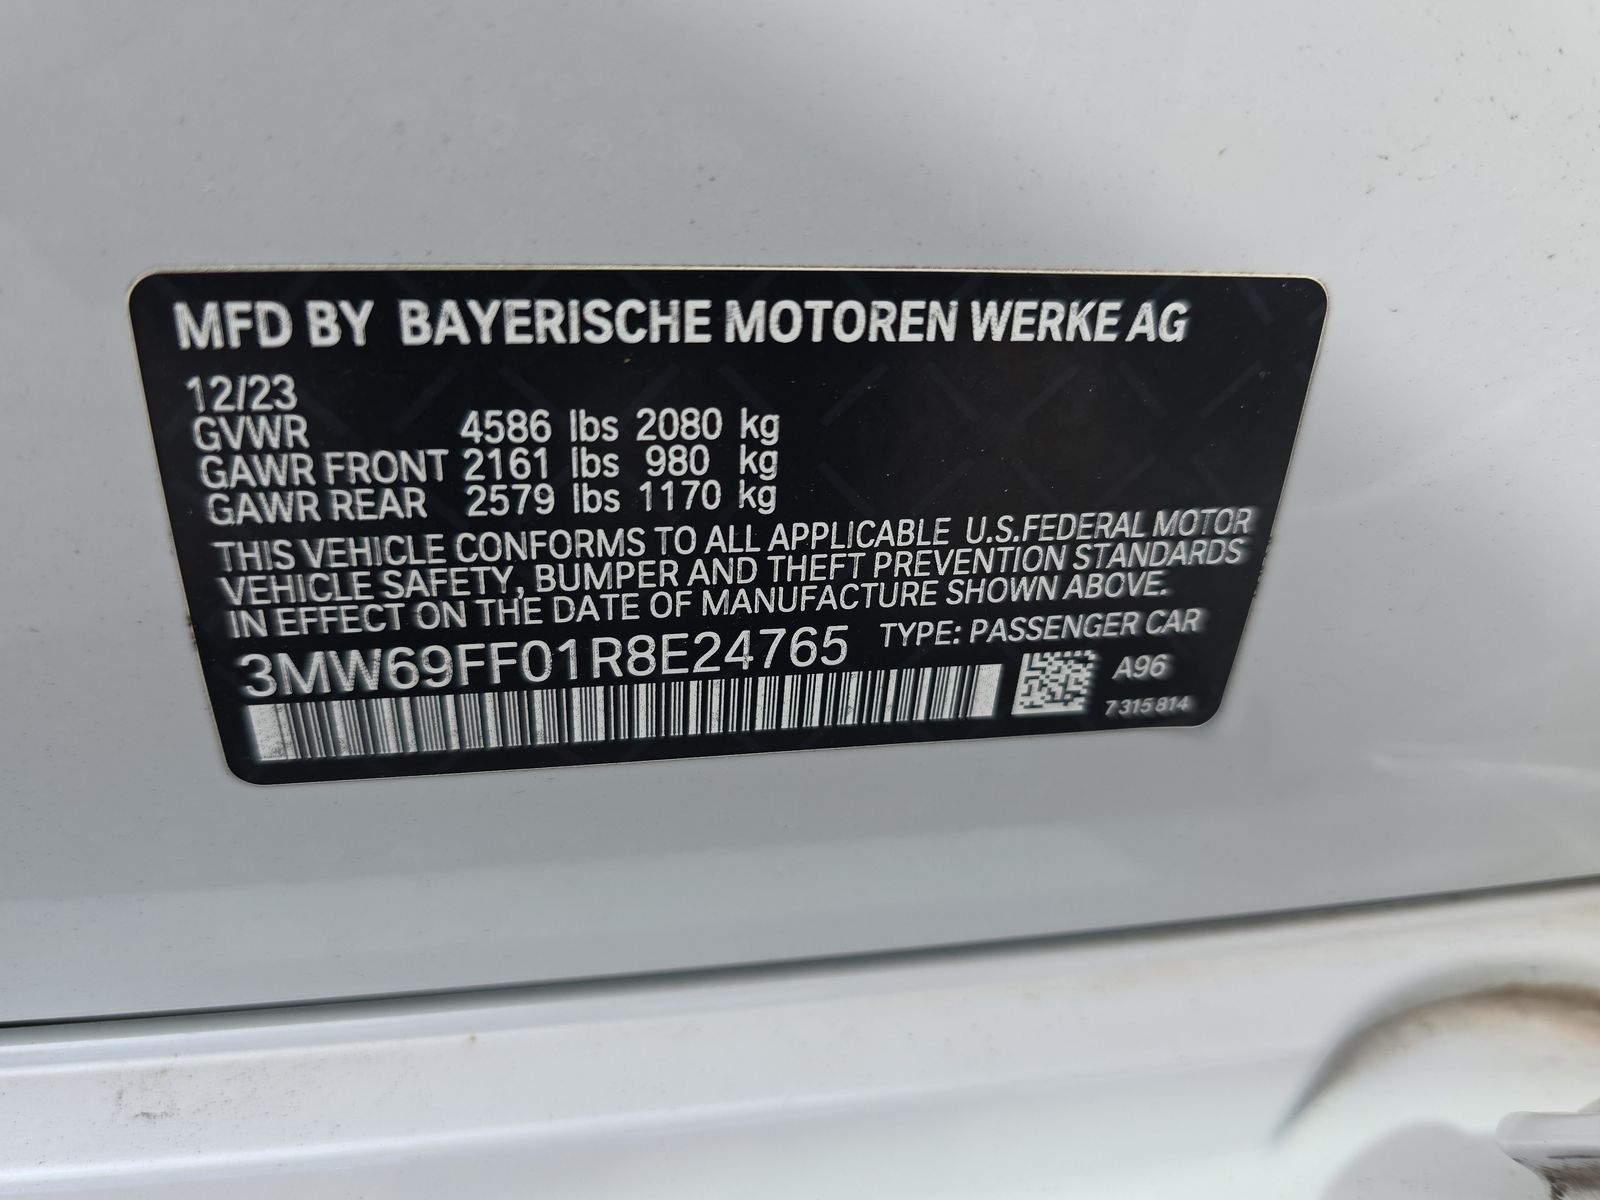 MFD BY BAYERISCHE MOTOREN WERKE AG
12/23
GVWR 4586 lbs 2080 kg
GAWR FRONT 2161 lbs 980 kg
GAWR REAR 2579 lbs 1170 kg
THIS VEHICLE CONFORMS TO ALL APPLICABLE U.S.FEDERAL MOTOR
VEHICLE SAFETY, BUMPER AND THEFT PREVENTION STANDARDS
IN EFFECT ON THE DATE OF MANUFACTURE SHOWN ABOVE.
3MW69FF01R8E24765 TYPE: PASSENGER CAR
A96
7 315 814